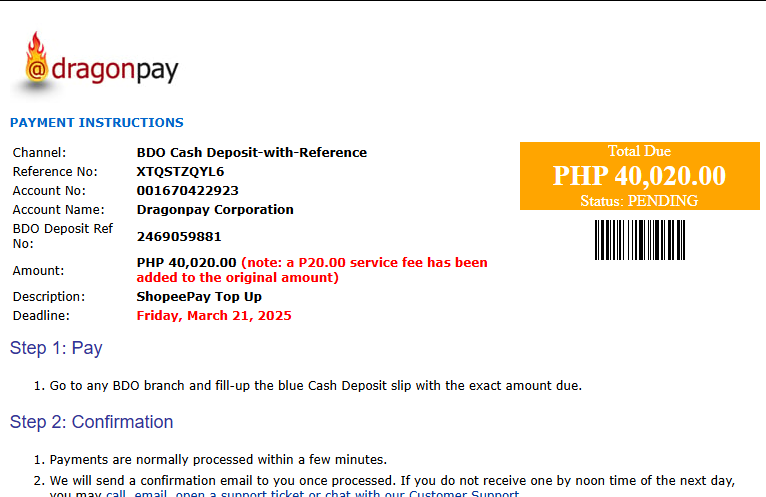 @dragonpay
PAYMENT INSTRUCTIONS
Channel: BDO Cash Deposit-with-Reference
Reference No: XTQSTZQYL6
Account No: 001670422923
Account Name: Dragonpay Corporation
BDO Deposit Ref
No: 2469059881
Amount: PHP 40,020.00 (note: a P20.00 service fee has been
added to the original amount)
Description: ShopeePay Top Up
Deadline: Friday, March 21, 2025
Total Due
PHP 40,020.00
Status: PENDING
Step 1: Pay
1. Go to any BDO branch and fill-up the blue Cash Deposit slip with the exact amount due.
Step 2: Confirmation
1. Payments are normally processed within a few minutes.
2. We will send a confirmation email to you once processed. If you do not receive one by noon time of the next day,
you may call, email, open a support ticket or chat with our Customer Support